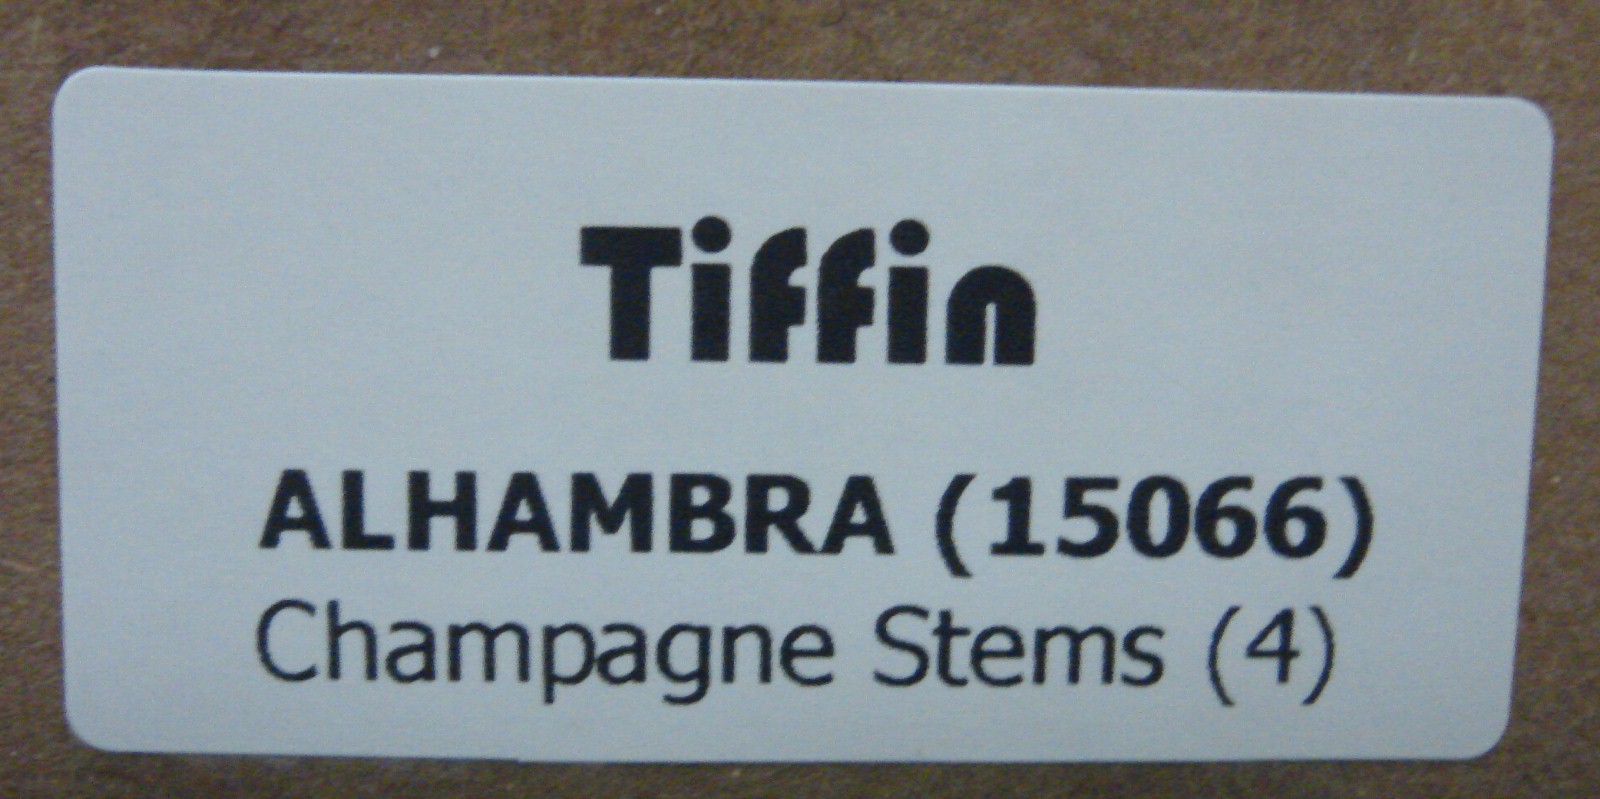 Tiffin
ALHAMBRA (15066)
Champagne Stems (4)